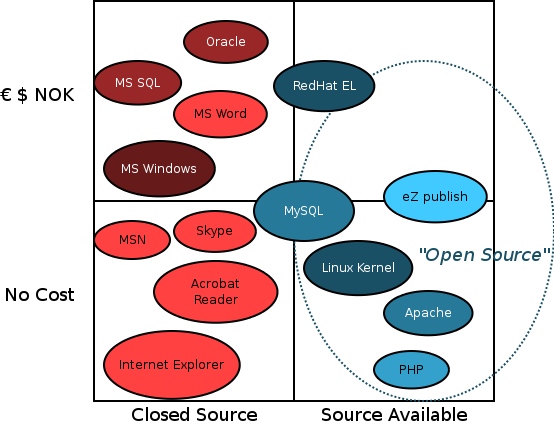 Oracle
MS SQL
RedHat EL
€ $ NOK
MS Word
MS Windows
eZ publish
MySQL
Skype
MSN
"Open Source"
Linux Kernel
Acrobat
Reader
No Cost
Apache
Internet Explorer
PHP
Closed Source
Source Available